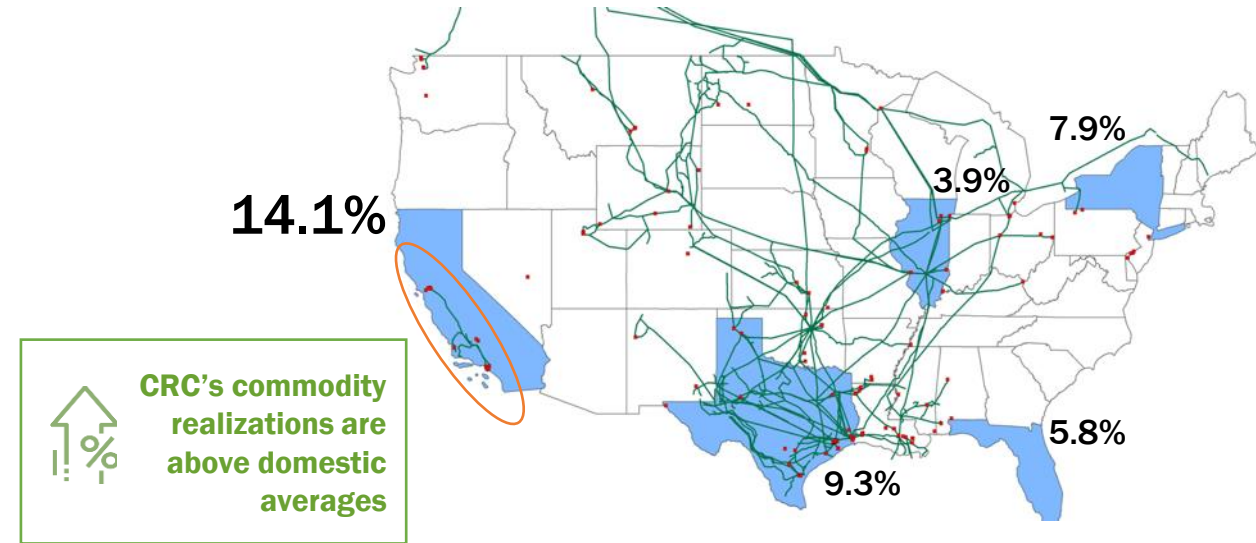 7.9%
3.9%
14.1%
CRC’s commodity
realizations are
above domestic
averages
%
5.8%
9.3%